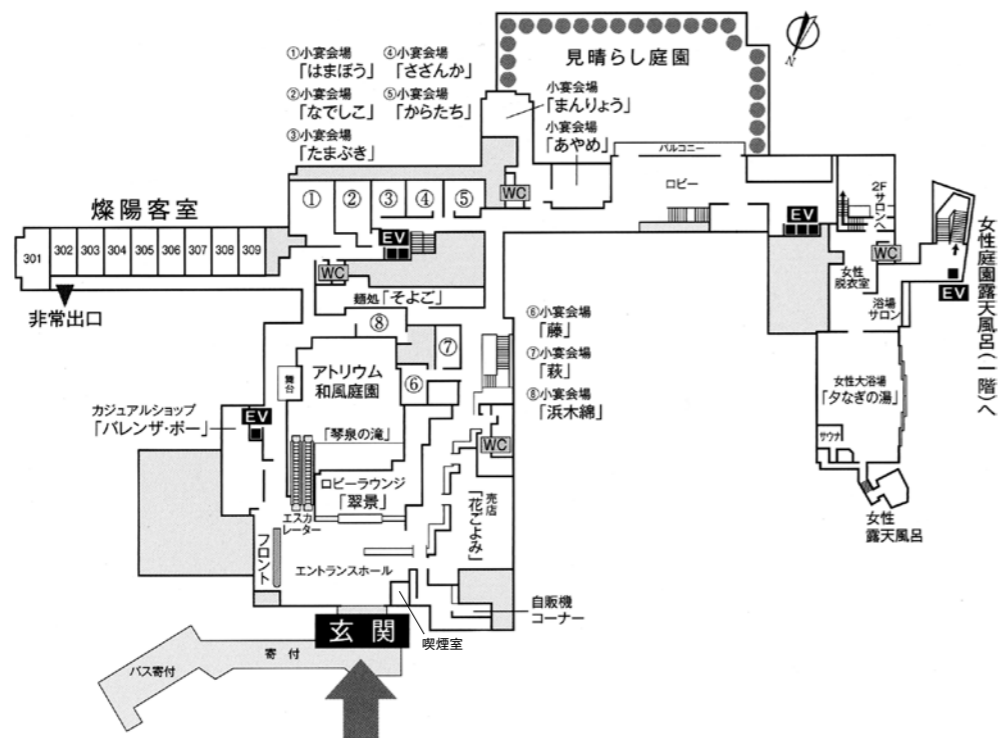 見晴らし庭園
N
①小宴会場
「はまぼう」
④小宴会場
「さざんか」
②小宴会場
「なでしこ」
⑤小宴会場
「からたち」
③小宴会場
「たまぶき」
小宴会場
「まんりょう」
小宴会場
「あやめ」
バルコニー
ロビー
WC
燦陽客室
①
②
③
④
⑤
EV
301
302
303
304
305
306
307
308
309
非常出口
WC
麺処「そよご」
EV
2Fサロンへ
WC
女性
脱衣室
浴場
サロン
EV
女性庭園露天風呂(一階)へ
⑧
⑦
⑥
⑥小宴会場
「藤」
⑦小宴会場
「萩」
⑧小宴会場
「浜木綿」
アトリウム
和風庭園
舞台
「琴泉の滝」
カジュアルショップ
「バレンザ・ポー」
EV
WC
ロビーラウンジ
「翠景」
エスカ
レーター
売店
「花ごよみ」
フロント
エントランスホール
女性大浴場
「夕なぎの湯」
サウナ
女性
露天風呂
自販機
コーナー
喫煙室
玄関
寄付
バス寄付